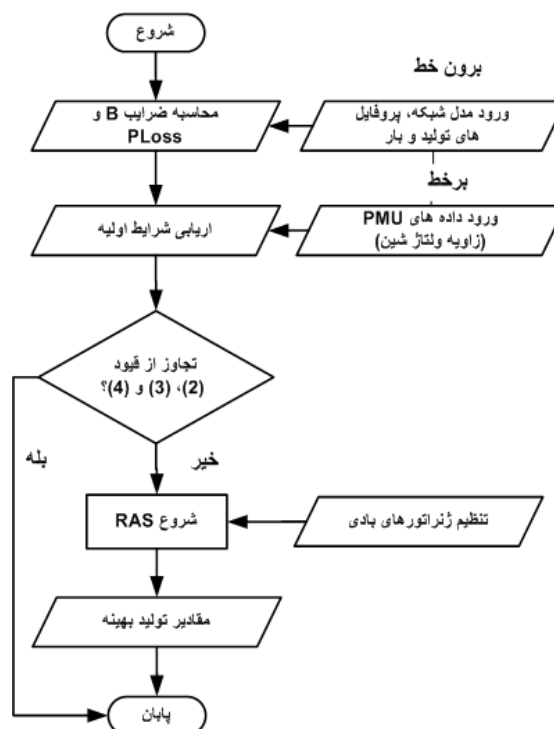 شروع
برون خط
محاسبه ضرایب B و
PLoss
ورود مدل شبکه، پروفایل
های تولید و بار
برخط
اریابی شرایط اولیه
ورود داده های PMU
(زاویه ولتاژ شین)
تجاوز از قیود
(2)، (3) و (4)؟
بله
خیر
شروع RAS
تنظیم ژنراتورهای بادی
مقادیر تولید بهینه
پایان